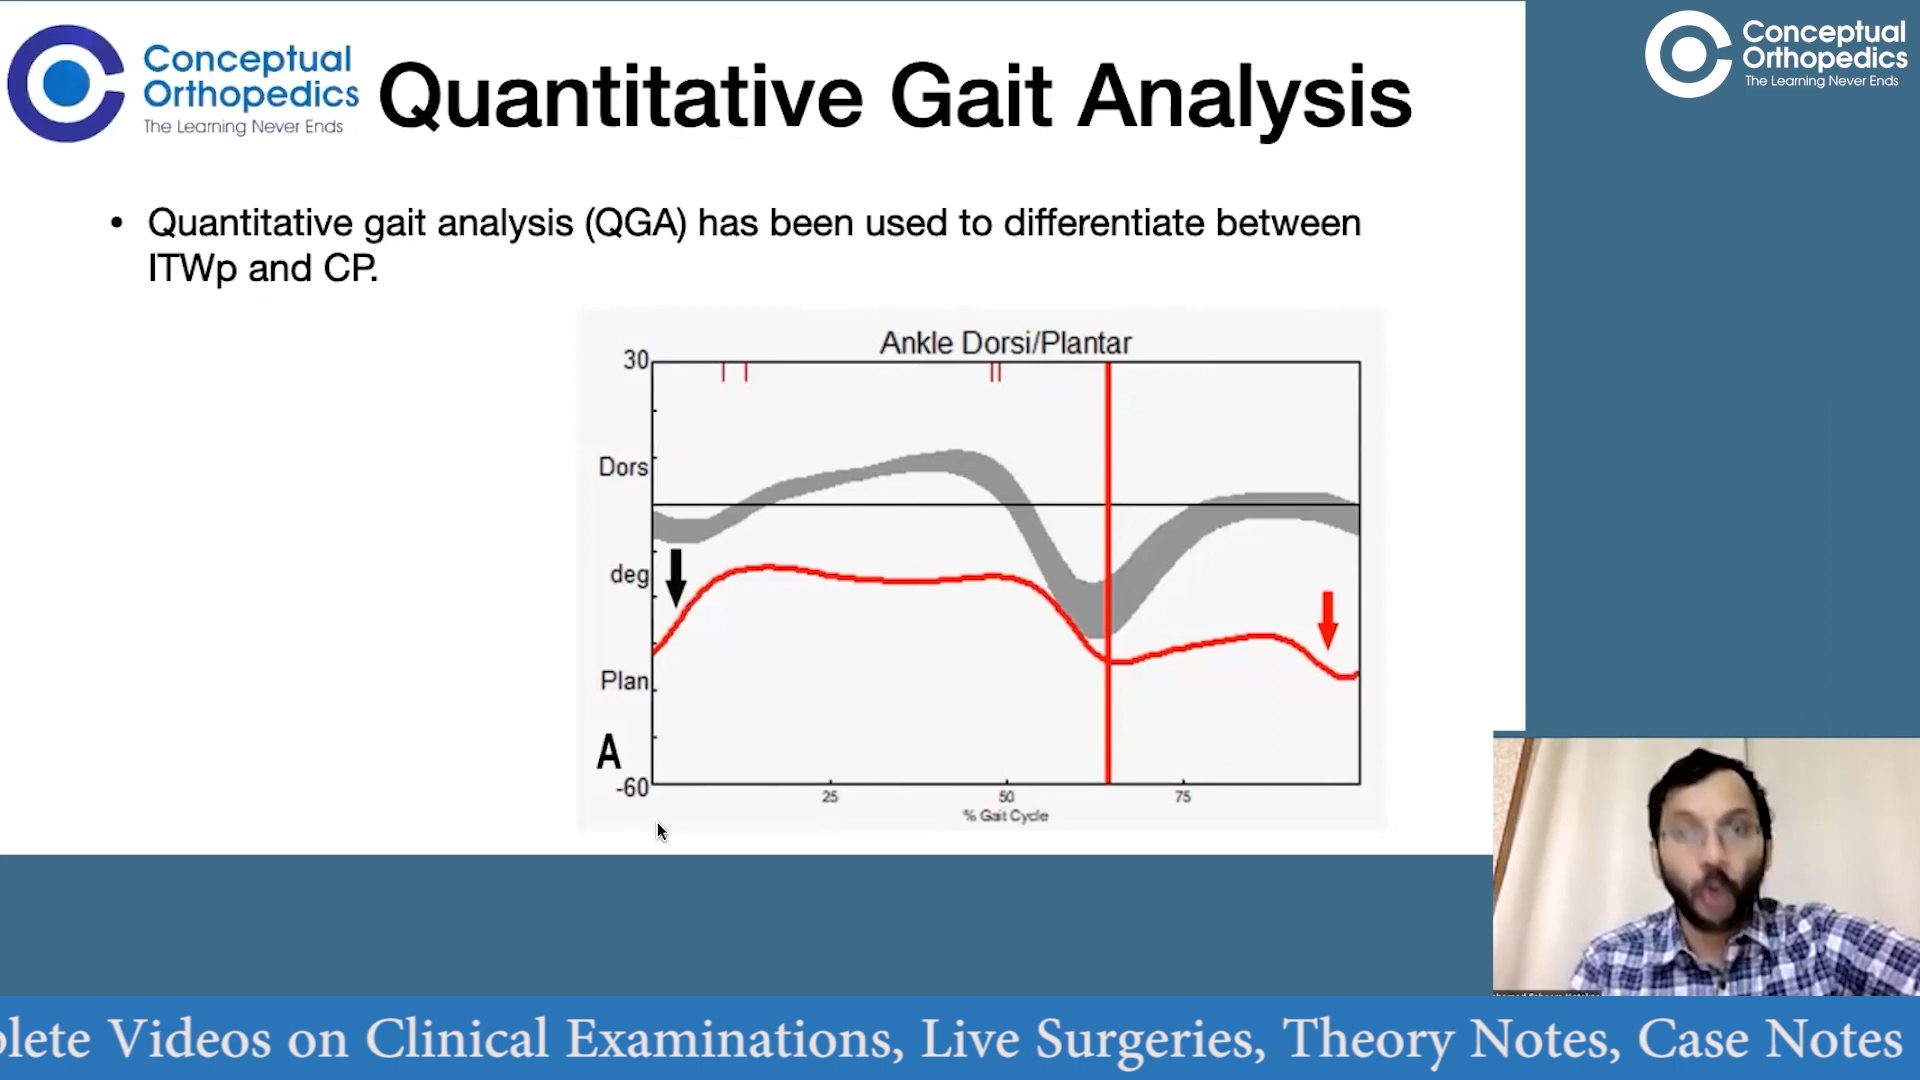 Conceptual
Orthopedics
The Learning Never Ends
Quantitative Gait Analysis
Conceptual
Orthopedics
The Learning Never Ends
• Quantitative gait analysis (QGA) has been used to differentiate between
ITWp and CP.
Ankle Dorsi/Plantar
30
Dors
deg
Plan
A
-60
25
50
75
% Gait Cycle
Videos on Clinical Examinations, Live Surgeries, Theory Notes, Case Notes